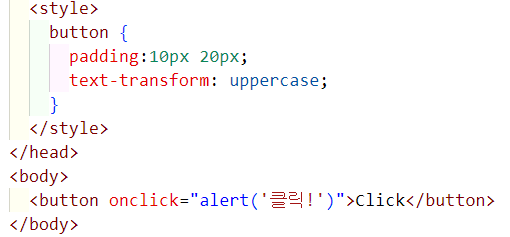 <style>
button {
padding:10px 20px;
text-transform: uppercase;
}
</style>
</head>
<body>
<button onclick="alert('클릭!')">Click</button>
</body>